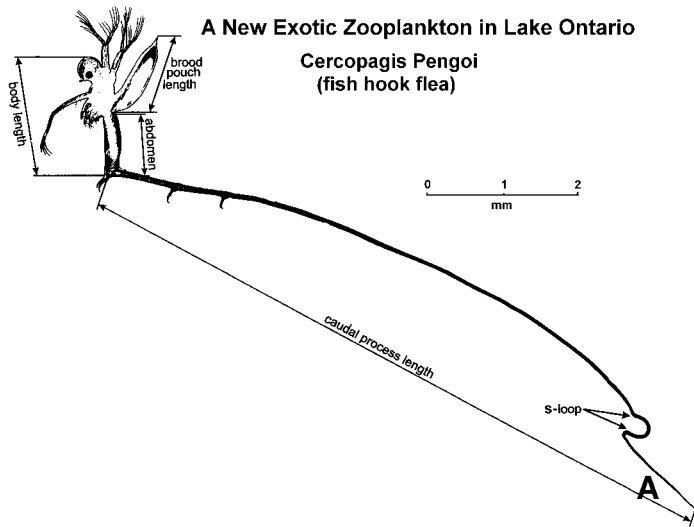 A New Exotic Zooplankton in Lake Ontario
Cercopagis Pengoi
(fish hook flea)
brood
pouch
length
body length
abdomen
0 1 2
mm
caudal process length
s-loop
A